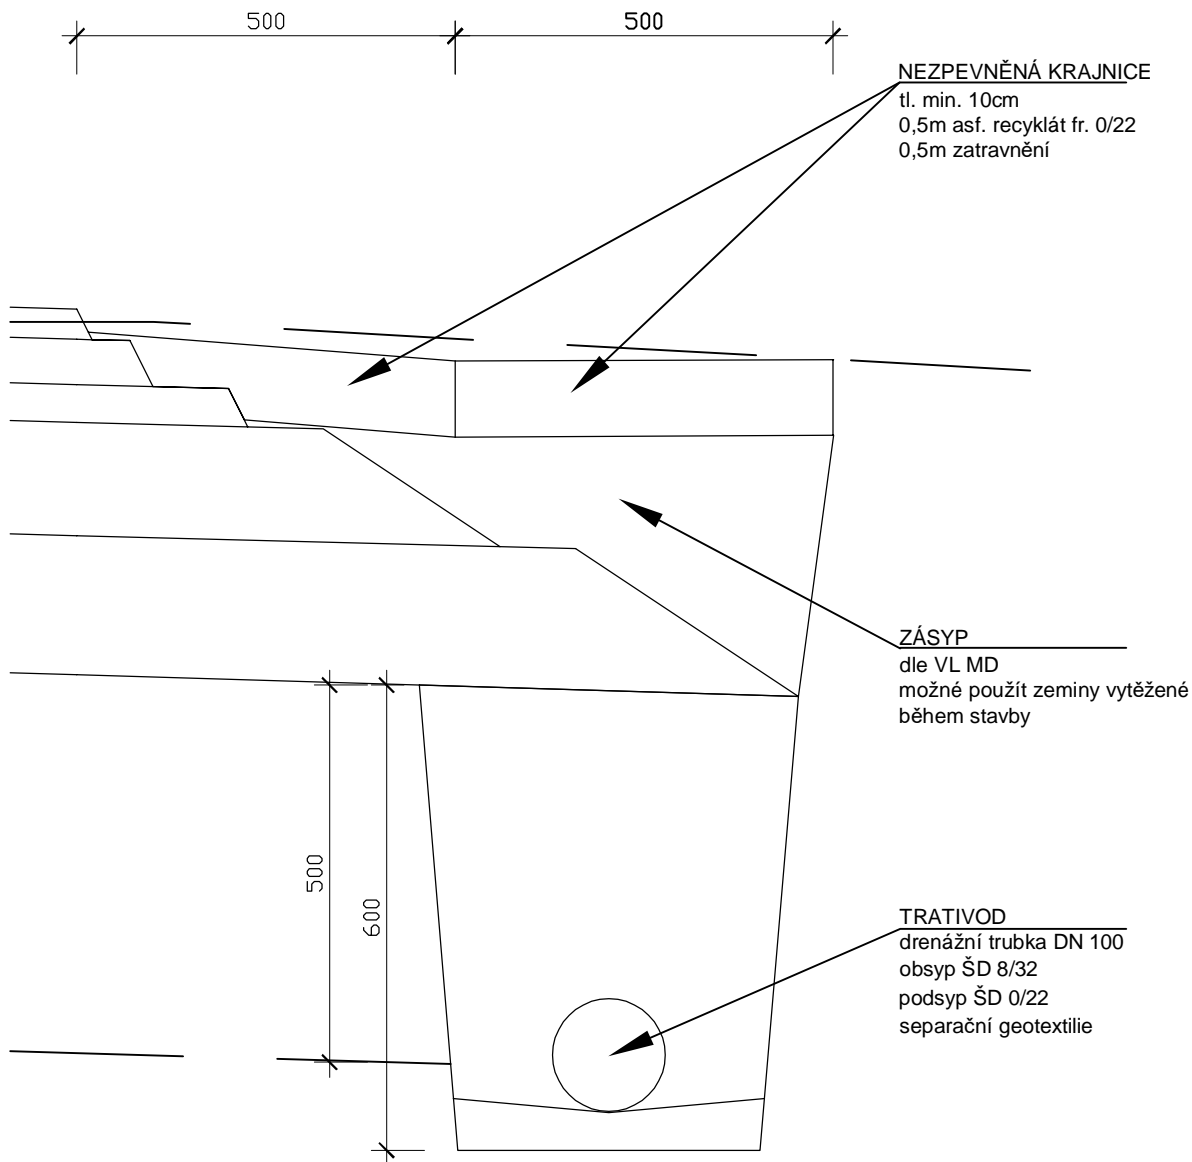 500
500
NEZPEVNĚNÁ KRAJNICE
tl. min. 10cm
0,5m asf. recyklát fr. 0/22
0,5m zatravnění
ZÁSYP
dle VL MD
možné použít zeminy vytěžené
během stavby
500
600
TRATIVOD
drenážní trubka DN 100
obsyp ŠD 8/32
podsyp ŠD 0/22
separační geotextilie